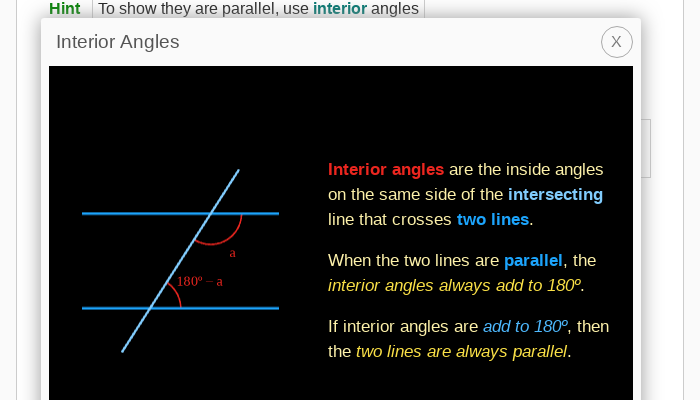 Hint To show they are parallel, use interior angles
Interior Angles X
Interior angles are the inside angles
on the same side of the intersecting
line that crosses two lines.
a
180º − a
When the two lines are parallel, the
interior angles always add to 180º.
If interior angles are add to 180º, then
the two lines are always parallel.